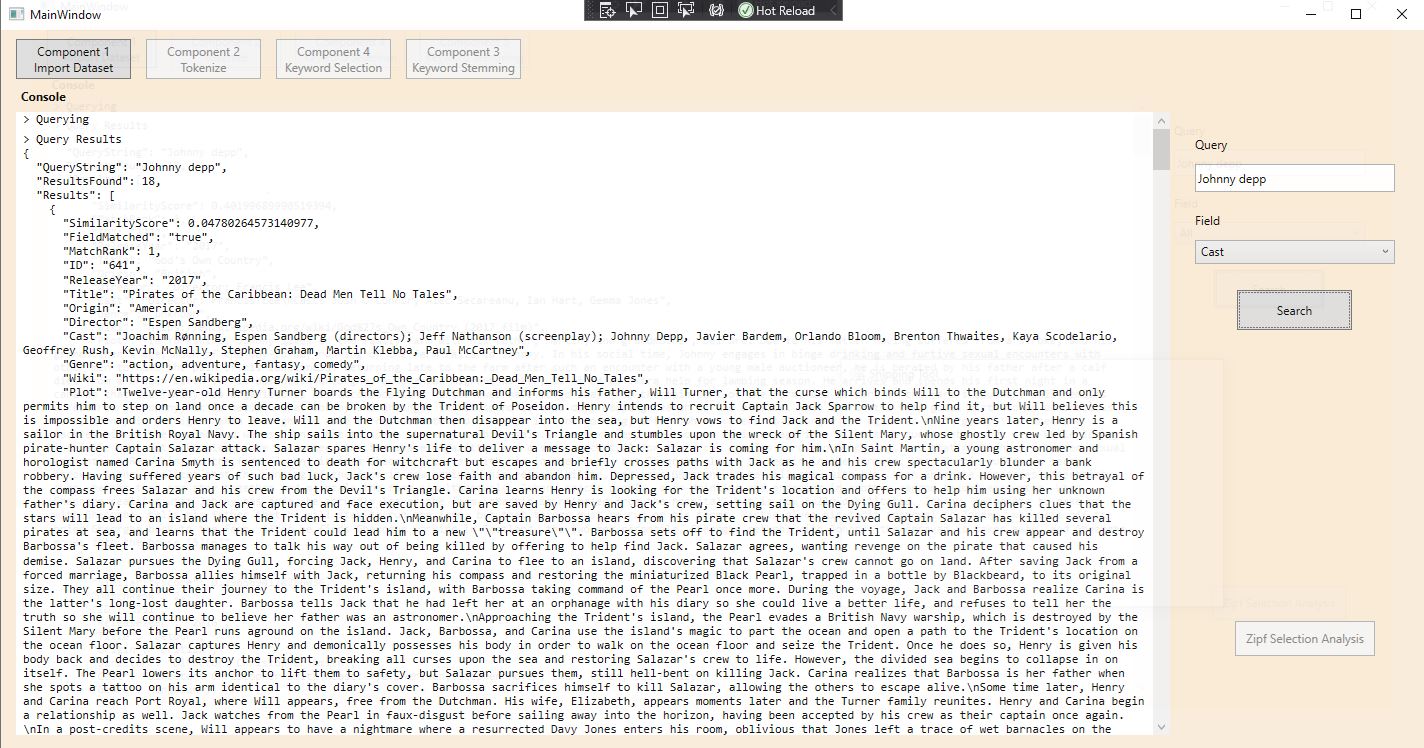 MainWindow
Hot Reload
Component 1
Import Dataset
Component 2
Tokenize
Component 4
Keyword Selection
Component 3
Keyword Stemming
Console
> Querying
> Query Results
{
"QueryString": "Johnny depp",
"ResultsFound": 18,
"Results": [
{
"SimilarityScore": 0.04780264573140977,
"FieldMatched": "true",
"MatchRank": 1,
"ID": "641",
"ReleaseYear": "2017",
"Title": "Pirates of the Caribbean: Dead Men Tell No Tales",
"Origin": "American",
"Director": "Espen Sandberg",
"Cast": "Joachim Rønning, Espen Sandberg (directors); Jeff Nathanson (screenplay); Johnny Depp, Javier Bardem, Orlando Bloom, Brenton Thwaites, Kaya Scodelario,
Geoffrey Rush, Kevin McNally, Stephen Graham, Martin Klebba, Paul McCartney",
"Genre": "action, adventure, fantasy, comedy",
"Wiki": "https://en.wikipedia.org/wiki/Pirates_of_the_Caribbean:_Dead_Men_Tell_No_Tales",
"Plot": "Twelve-year-old Henry Turner boards the Flying Dutchman and informs his father, Will Turner, that the curse which binds Will to the Dutchman and only
permits him to step on land once a decade can be broken by the Trident of Poseidon. Henry intends to recruit Captain Jack Sparrow to help find it, but Will believes this
is impossible and orders Henry to leave. Will and the Dutchman then disappear into the sea, but Henry vows to find Jack and the Trident.\nNine years later, Henry is a
sailor in the British Royal Navy. The ship sails into the supernatural Devil's Triangle and stumbles upon the wreck of the Silent Mary, whose ghostly crew led by Spanish
pirate-hunter Captain Salazar attack. Salazar spares Henry's life to deliver a message to Jack: Salazar is coming for him.\nIn Saint Martin, a young astronomer and
horologist named Carina Smyth is sentenced to death for witchcraft but escapes and briefly crosses paths with Jack as he and his crew spectacularly blunder a bank
robbery. Having suffered years of such bad luck, Jack's crew lose faith and abandon him. Depressed, Jack trades his magical compass for a drink. However, this betrayal of
the compass frees Salazar and his crew from the Devil's Triangle. Carina learns Henry is looking for the Trident's location and offers to help him using her unknown
father's diary. Carina and Jack are captured and face execution, but are saved by Henry and Jack's crew, setting sail on the Dying Gull. Carina deciphers clues that the
stars will lead to an island where the Trident is hidden.\nMeanwhile, Captain Barbossa hears from his pirate crew that the revived Captain Salazar has killed several
pirates at sea, and learns that the Trident could lead him to a new \"\"treasure\"\". Barbossa sets off to find the Trident, until Salazar and his crew appear and destroy
Barbossa's fleet. Barbossa manages to talk his way out of being killed by offering to help find Jack. Salazar agrees, wanting revenge on the pirate that caused his
demise. Salazar pursues the Dying Gull, forcing Jack, Henry, and Carina to flee to an island, discovering that Salazar's crew cannot go on land. After saving Jack from a
forced marriage, Barbossa allies himself with Jack, returning his compass and restoring the miniaturized Black Pearl, trapped in a bottle by Blackbeard, to its original
size. They all continue their journey to the Trident's island, with Barbossa taking command of the Pearl once more. During the voyage, Jack and Barbossa realize Carina is
the latter's long-lost daughter. Barbossa tells Jack that he had left her at an orphanage with his diary so she could live a better life, and refuses to tell her the
truth so she will continue to believe her father was an astronomer.\nApproaching the Trident's island, the Pearl evades a British Navy warship, which is destroyed by the
Silent Mary before the Pearl runs aground on the island. Jack, Barbossa, and Carina use the island's magic to part the ocean and open a path to the Trident's location on
the ocean floor. Salazar captures Henry and demonically possesses his body in order to walk on the ocean floor and seize the Trident. Once he does so, Henry is given his
body back and decides to destroy the Trident, breaking all curses upon the sea and restoring Salazar's crew to life. However, the divided sea begins to collapse in on
itself. The Pearl lowers its anchor to lift them to safety, but Salazar pursues them, still hell-bent on killing Jack. Carina realizes that Barbossa is her father when
she spots a tattoo on his arm identical to the diary's cover. Barbossa sacrifices himself to kill Salazar, allowing the others to escape alive.\nSome time later, Henry
and Carina reach Port Royal, where Will appears, free from the Dutchman. His wife, Elizabeth, appears moments later and the Turner family reunites. Henry and Carina begin
a relationship as well. Jack watches from the Pearl in faux-disgust before sailing away into the horizon, having been accepted by his crew as their captain once again.
\nIn a post-credits scene, Will appears to have a nightmare where a resurrected Davy Jones enters his room, oblivious that Jones left a trace of wet barnacles on the
Query
Johnny depp
Field
Cast
Search
Zipf Selection Analysis